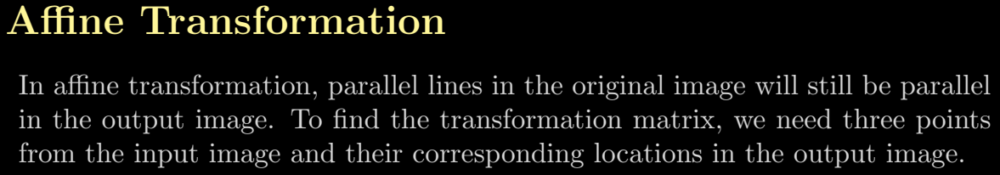 Affine Transformation
In affine transformation, parallel lines in the original image will still be parallel
in the output image. To find the transformation matrix, we need three points
from the input image and their corresponding locations in the output image.